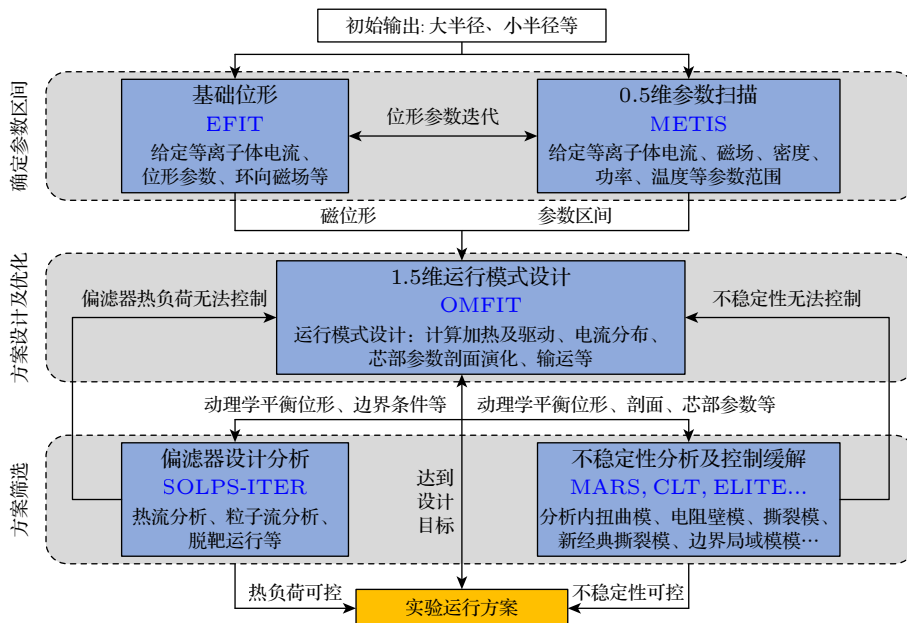 初始输出: 大半径、小半径等
确定参数区间
基础位形
EFIT
给定等离子体电流、
位形参数、环向磁场等
位形参数迭代
0.5维参数扫描
METIS
给定等离子体电流、磁场、密度、
功率、温度等参数范围
磁位形
参数区间
方案设计及优化
偏滤器热负荷无法控制
1.5维运行模式设计
OMFIT
运行模式设计：计算加热及驱动、电流分布、
芯部参数剖面演化、输运等
不稳定性无法控制
动理学平衡位形、边界条件等
动理学平衡位形、剖面、芯部参数等
方案筛选
偏滤器设计分析
SOLPS-ITER
热流分析、粒子流分析、
脱靶运行等
达到
设计
目标
不稳定性分析及控制缓解
MARS, CLT, ELITE...
分析内扭曲模、电阻壁模、撕裂模、
新经典撕裂模、边界局域模模…
热负荷可控
实验运行方案
不稳定性可控